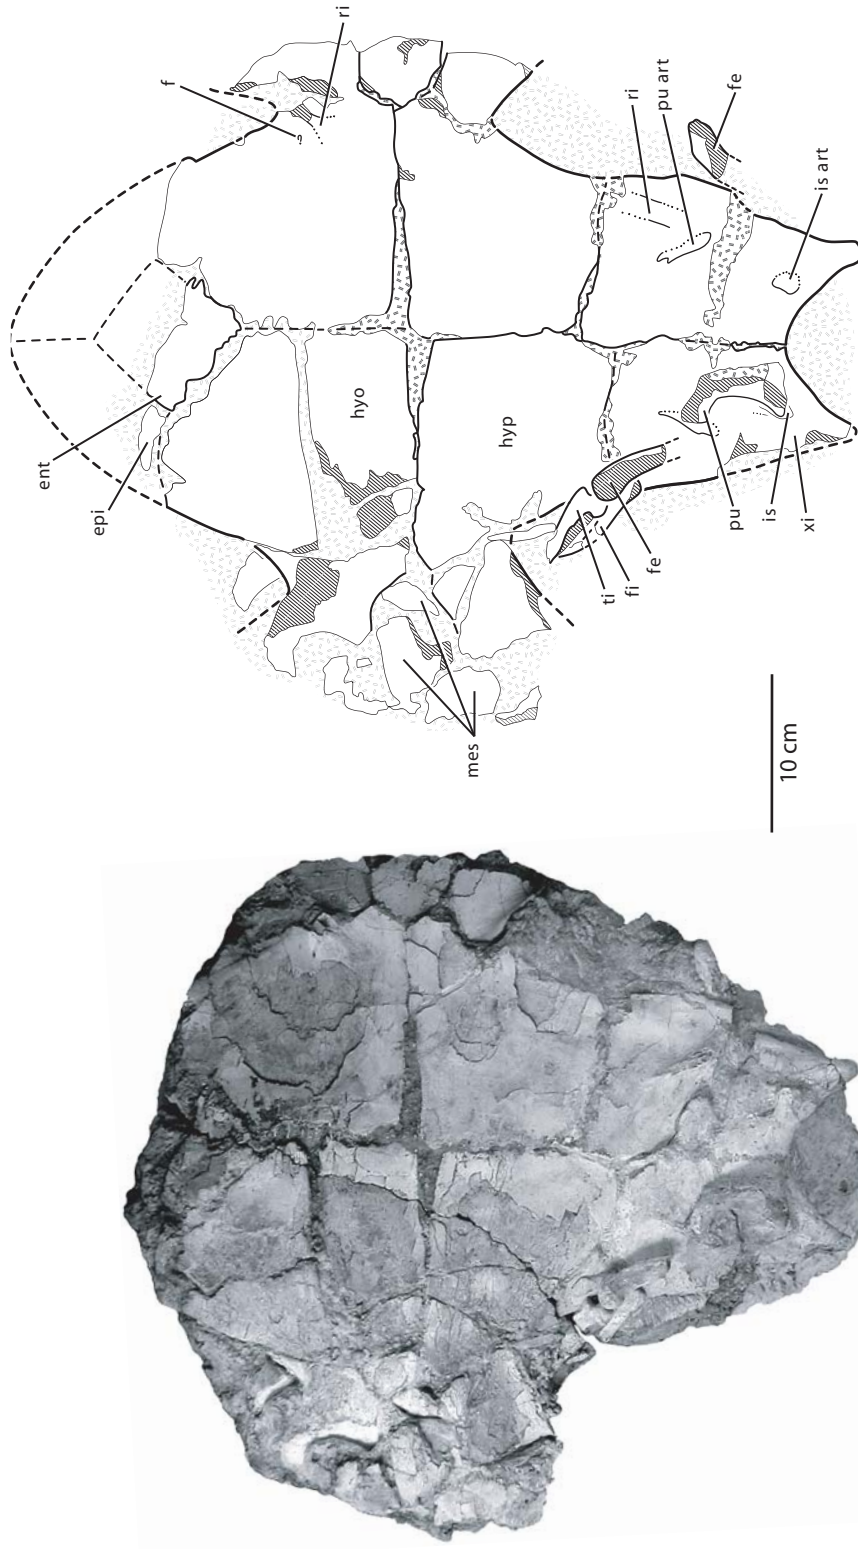 f
ri
ent
epi
hyo
hyp
ri
pu art
fe
is art
pu
is
xi
ti
fi
fe
mes
10 cm